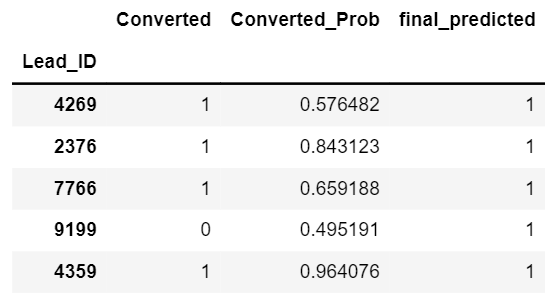 Converted Converted_Prob final_predicted
Lead_ID
4269 1 0.576482 1
2376 1 0.843123 1
7766 1 0.659188 1
9199 0 0.495191 1
4359 1 0.964076 1